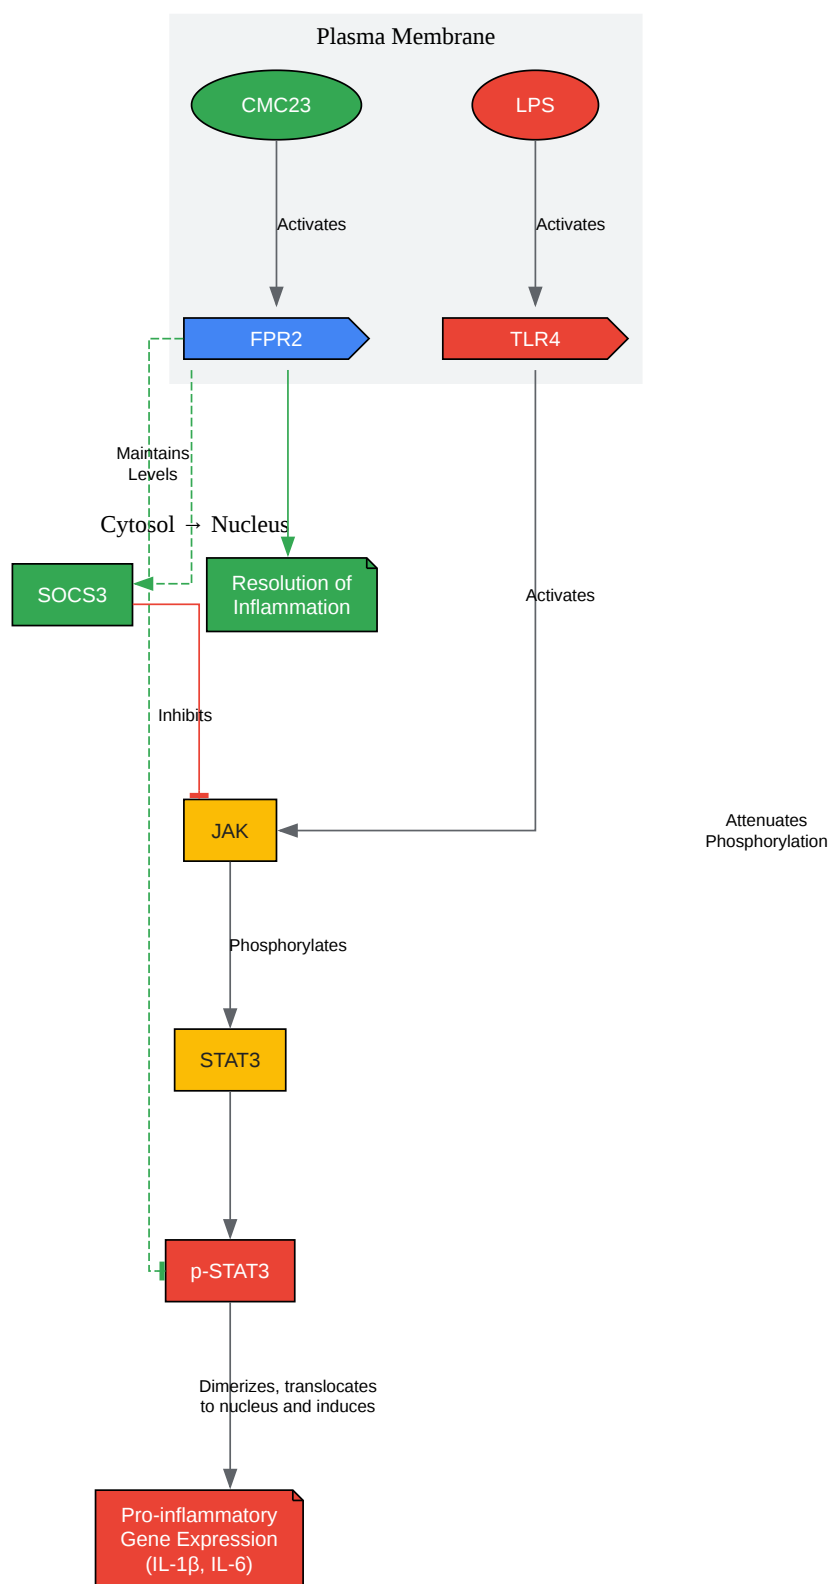 Plasma Membrane
CMC23
LPS
Activates
Activates
FPR2
TLR4
Maintains
Levels
Cytosol → Nucleus
SOCS3
Resolution of
Inflammation
Activates
Inhibits
JAK
Attenuates
Phosphorylation
Phosphorylates
STAT3
p-STAT3
Dimerizes, translocates
to nucleus and induces
Pro-inflammatory
Gene Expression
(IL-1β, IL-6)